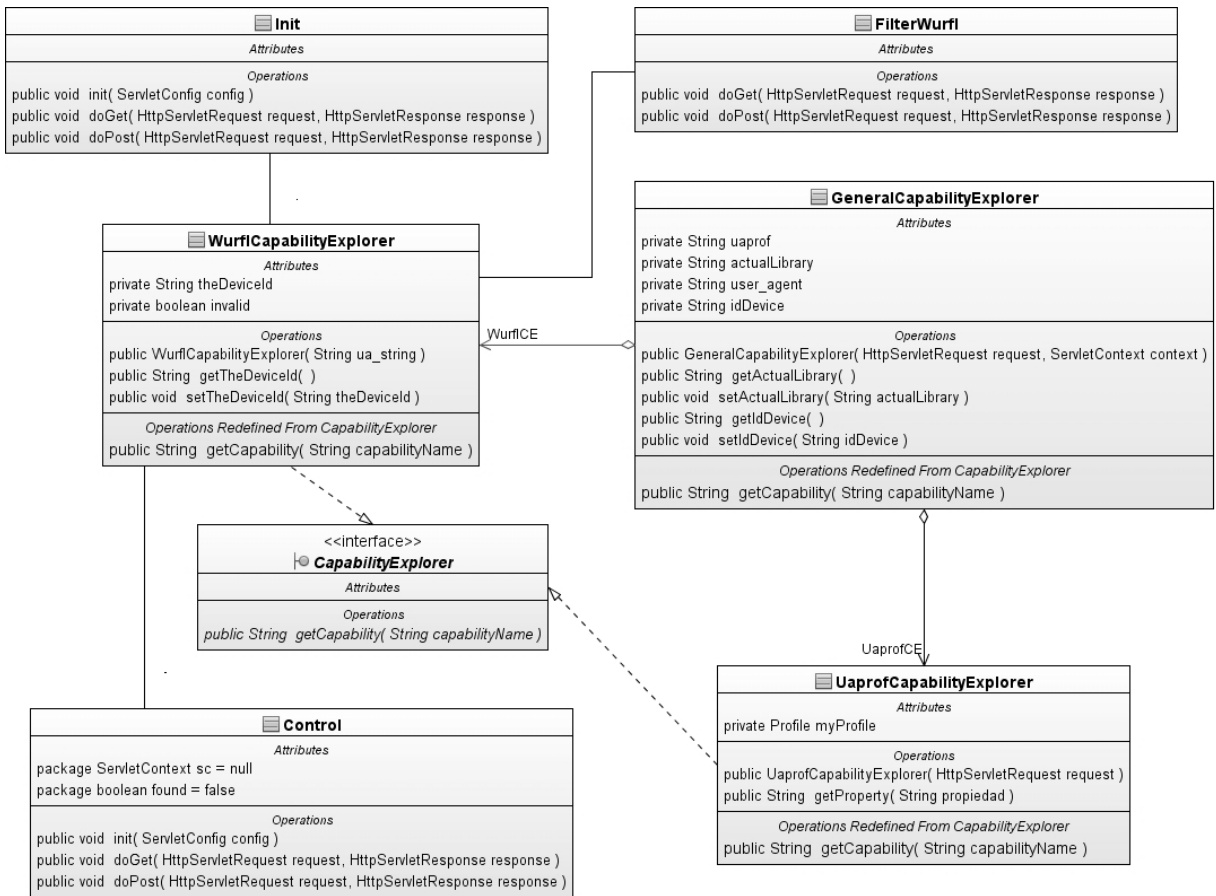 Init
Attributes
Operations
public void init( ServletConfig config )
public void doGet( HttpServletRequest request, HttpServletResponse response )
public void doPost( HttpServletRequest request, HttpServletResponse response )
FilterWurfl
Attributes
Operations
public void doGet( HttpServletRequest request, HttpServletResponse response )
public void doPost( HttpServletRequest request, HttpServletResponse response )
WurflCapabilityExplorer
Attributes
private String theDeviceId
private boolean invalid
Operations
public WurflCapabilityExplorer( String ua_string )
public String getTheDeviceId( )
public void setTheDeviceId( String theDeviceId )
Operations Redefined From CapabilityExplorer
public String getCapability( String capabilityName )
WurflCE
GeneralCapabilityExplorer
Attributes
private String uaprof
private String actualLibrary
private String user_agent
private String idDevice
Operations
public GeneralCapabilityExplorer( HttpServletRequest request, ServletContext context )
public String getActualLibrary( )
public void setActualLibrary( String actualLibrary )
public String getIdDevice( )
public void setIdDevice( String idDevice )
Operations Redefined From CapabilityExplorer
public String getCapability( String capabilityName )
<<interface>>
CapabilityExplorer
Attributes
Operations
public String getCapability( String capabilityName )
UaprofCE
UaprofCapabilityExplorer
Attributes
private Profile myProfile
Operations
public UaprofCapabilityExplorer( HttpServletRequest request )
public String getProperty( String propiedad )
Operations Redefined From CapabilityExplorer
public String getCapability( String capabilityName )
Control
Attributes
package ServletContext sc = null
package boolean found = false
Operations
public void init( ServletConfig config )
public void doGet( HttpServletRequest request, HttpServletResponse response )
public void doPost( HttpServletRequest request, HttpServletResponse response )